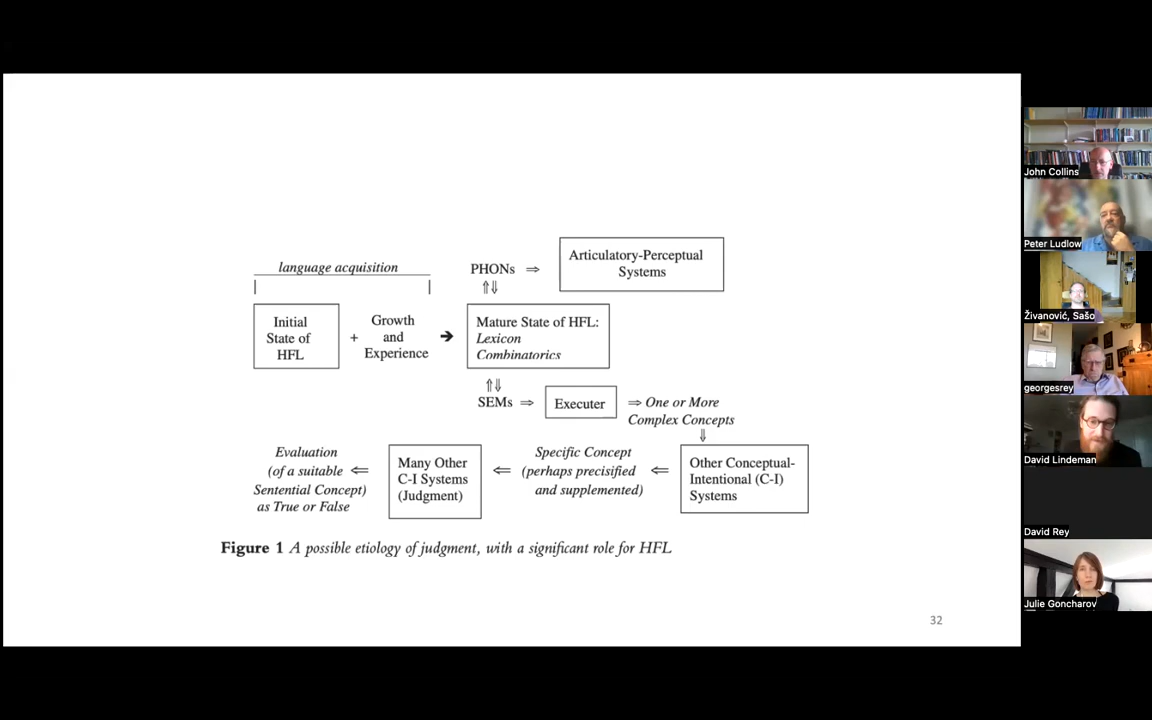 language acquisition
PHONs ⇒
Articulatory-Perceptual
Systems
Initial
State of
HFL
+
Growth
and
Experience
Mature State of HFL:
Lexicon
Combinatorics
SEMs ⇒
Executer
⇒ One or More
Complex Concepts
Evaluation
(of a suitable
Sentential Concept)
as True or False
Many Other
C-I Systems
(Judgment)
Specific Concept
(perhaps precisified
and supplemented)
Other Conceptual-
Intentional (C-I)
Systems
Figure 1 A possible etiology of judgment, with a significant role for HFL
32
John Collins
Peter Ludlow
Živanović, Sašo
georgesrey
David Lindeman
David Rey
Julie Goncharov